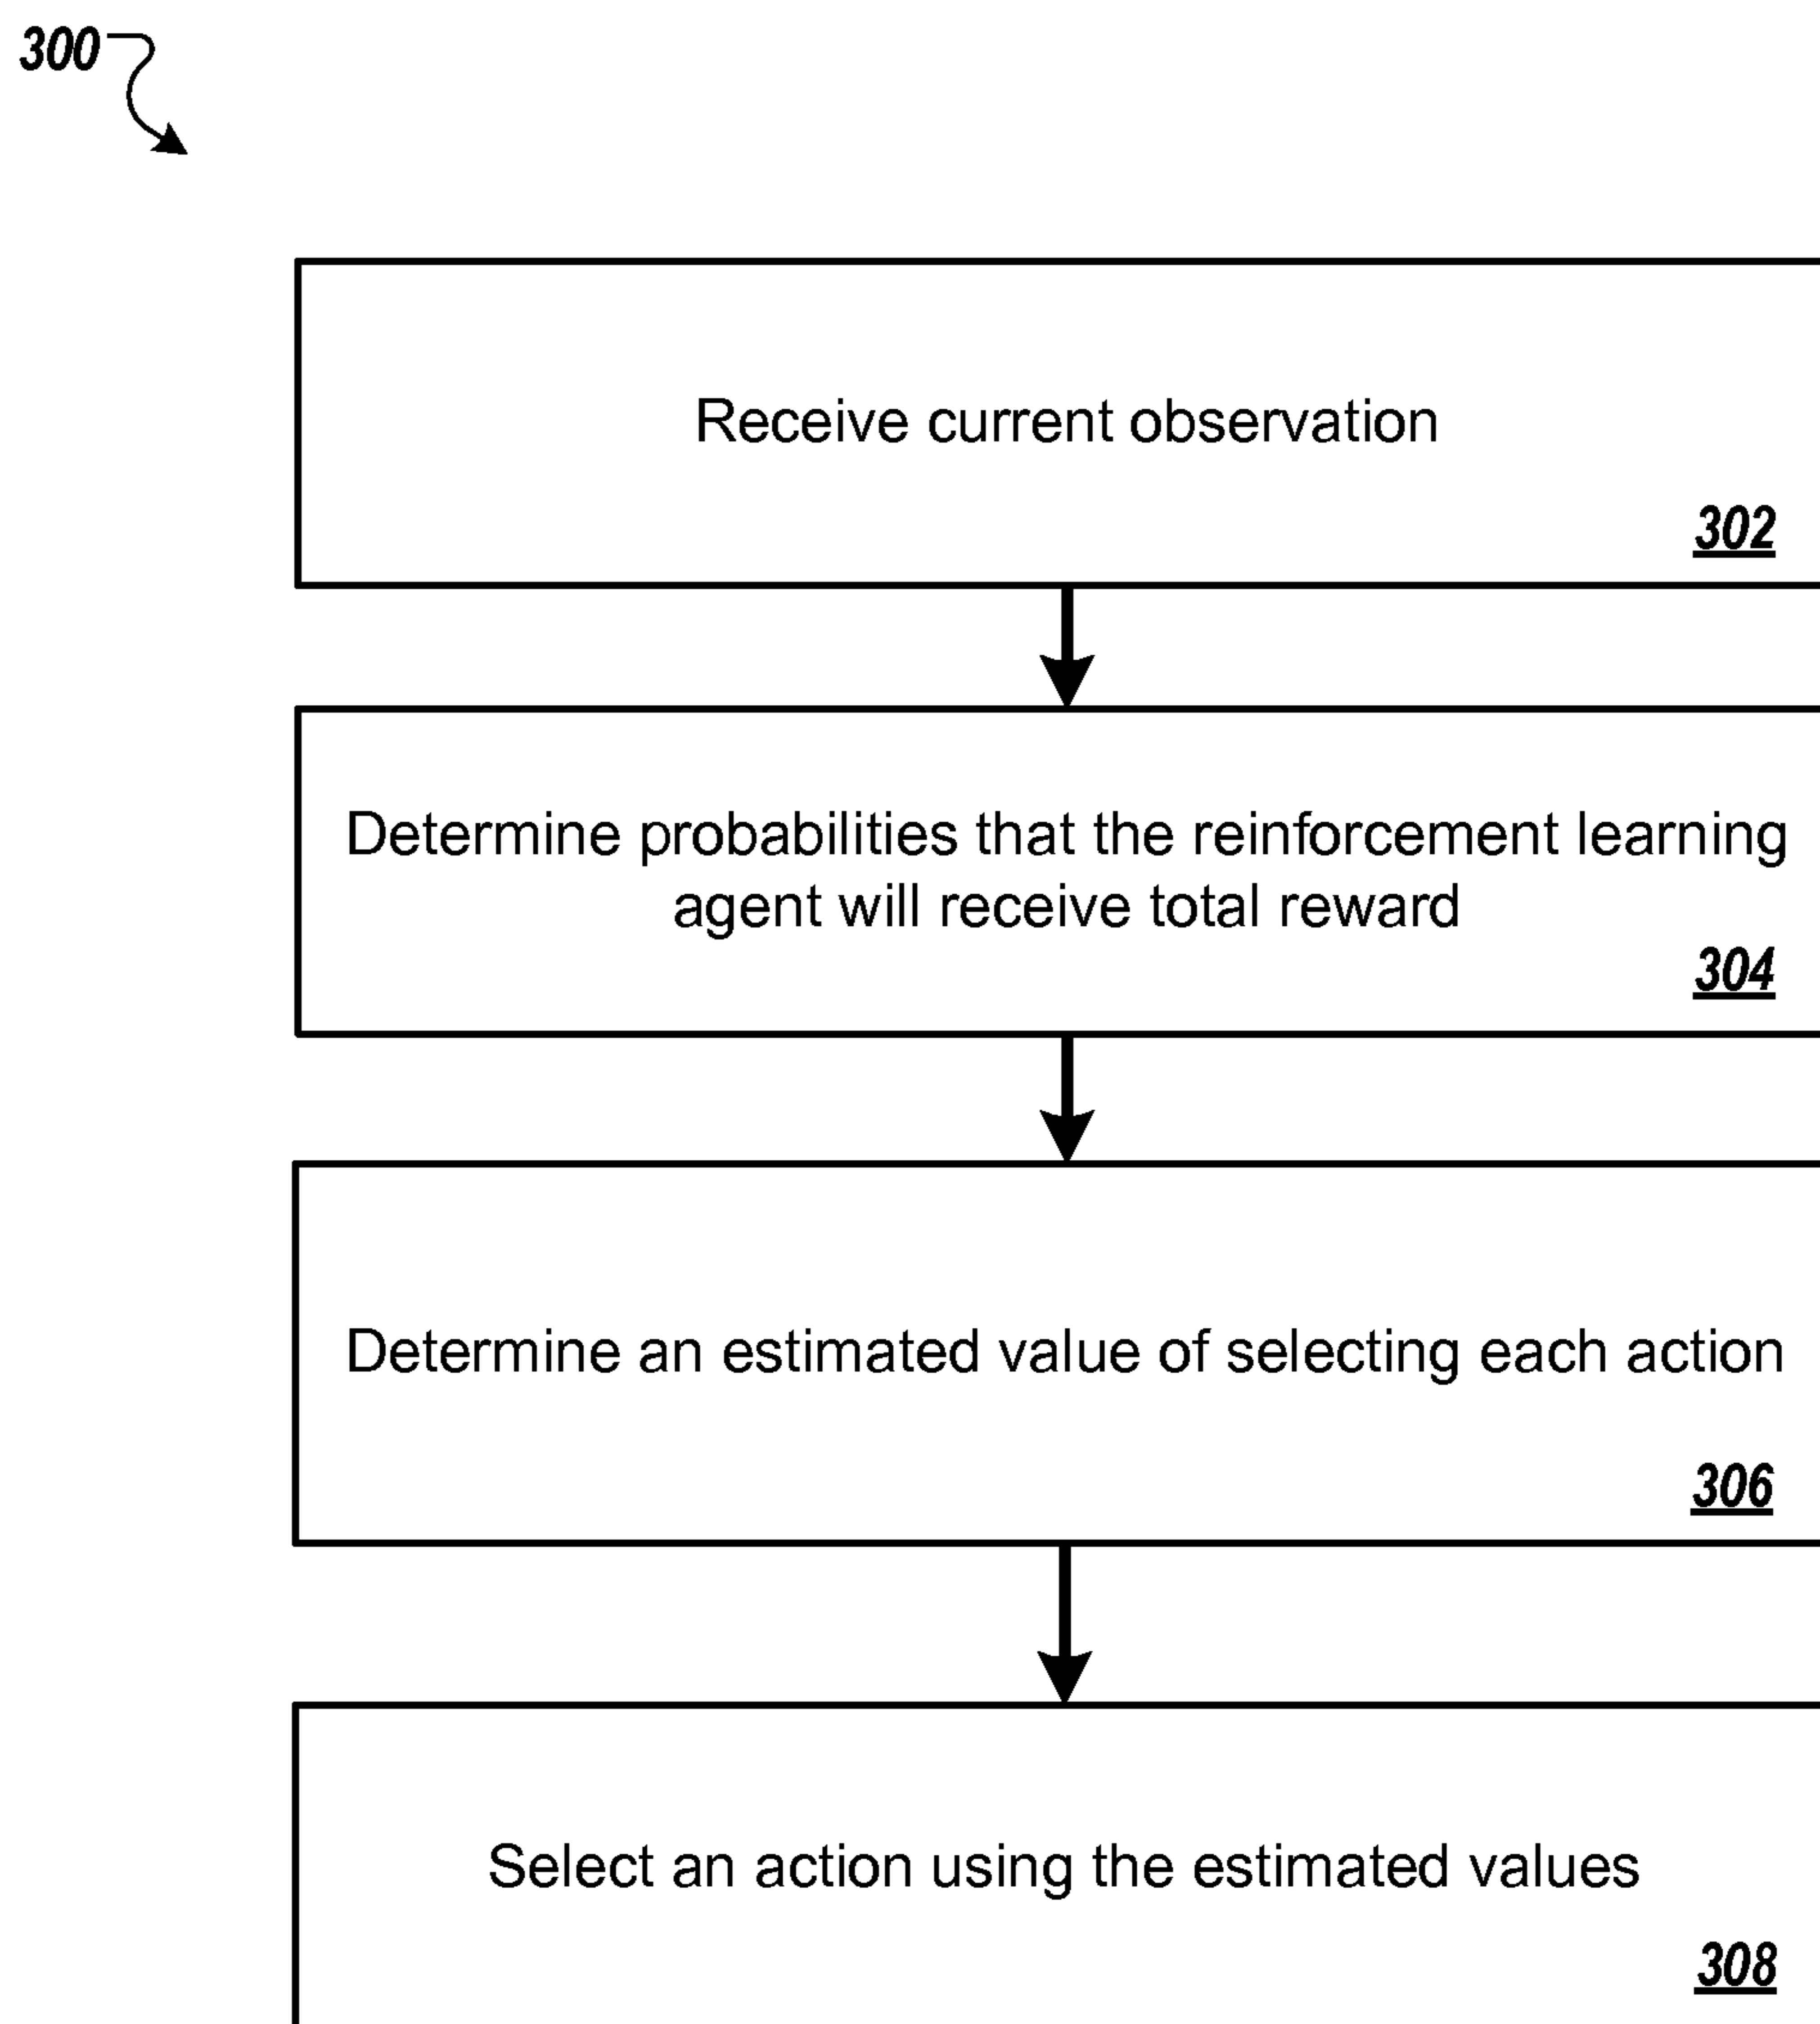 300
Receive current observation
302
Determine probabilities that the reinforcement learning
agent will receive total reward
304
Determine an estimated value of selecting each action
306
Select an action using the estimated values
308